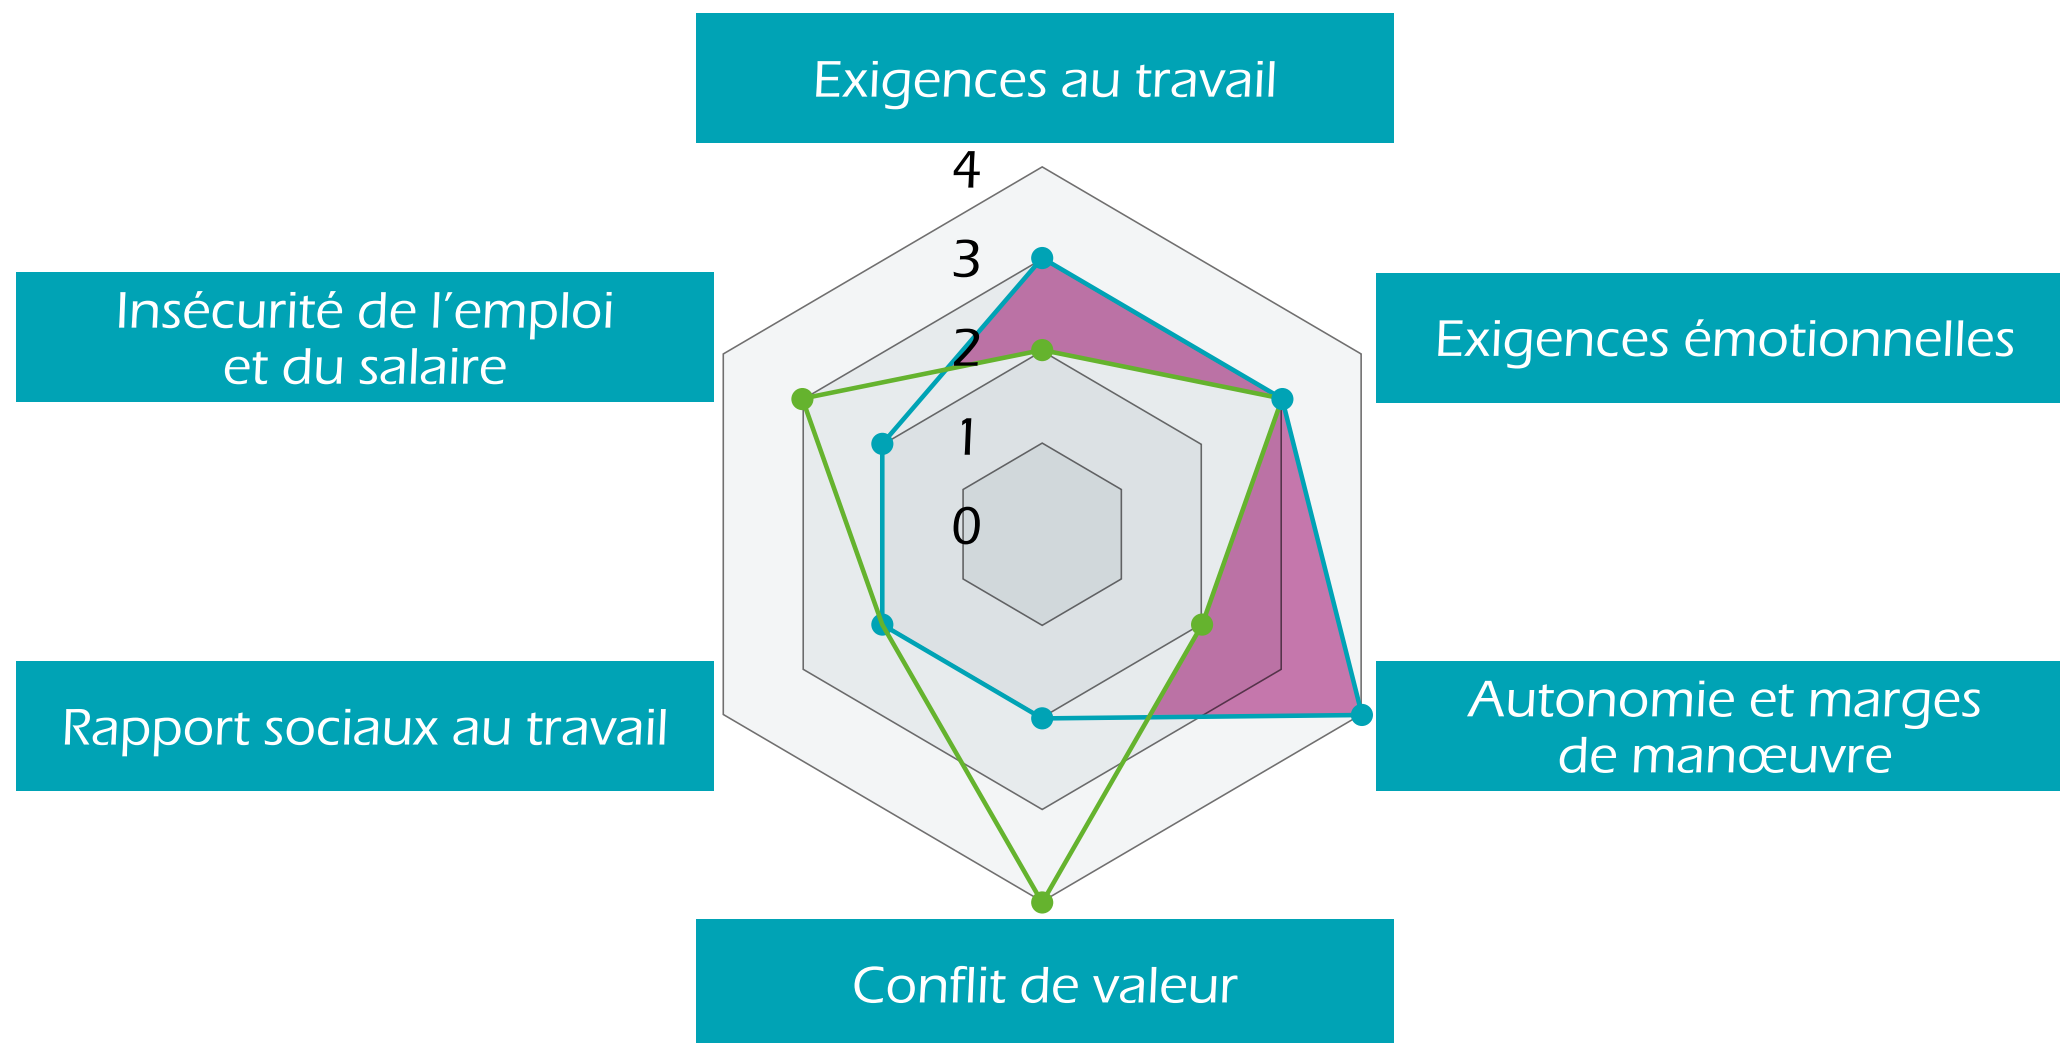 Exigences au travail
4
3
2
1
0
Insécurité de l’emploi
et du salaire
Exigences émotionnelles
Rapport sociaux au travail
Autonomie et marges
de manœuvre
Conflit de valeur